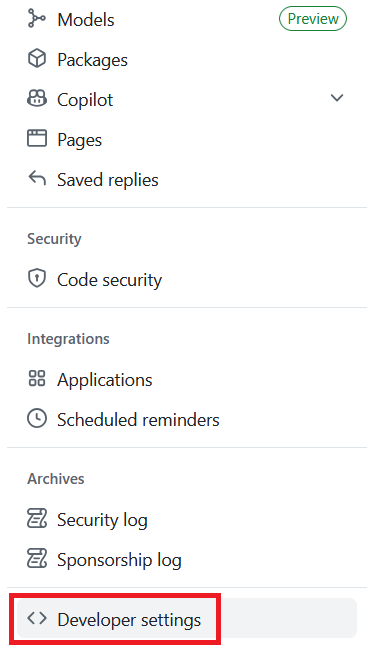 Models Preview
Packages
Copilot
Pages
Saved replies
Security
Code security
Integrations
Applications
Scheduled reminders
Archives
Security log
Sponsorship log
Developer settings